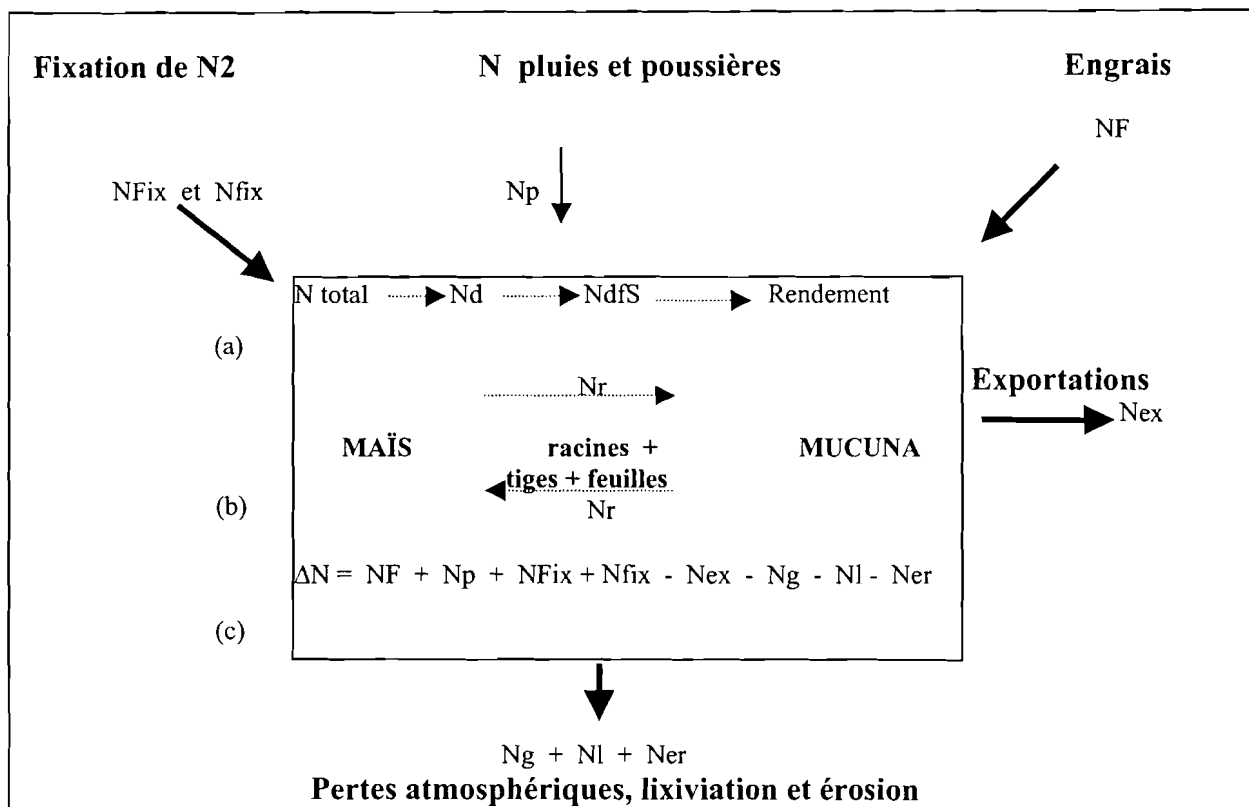 Fixation de N2 N pluies et poussières Engrais
NF
NFix et Nfix Np
N total Nd NdfS Rendement
(a)
Nr
Exportations
Nex
MAÏS racines + MUCUNA
tiges + feuilles
(b) Nr
ΔN = NF + Np + NFix + Nfix - Nex - Ng - Nl - Ner
(c)
Ng + Nl + Ner
Pertes atmosphériques, lixiviation et érosion